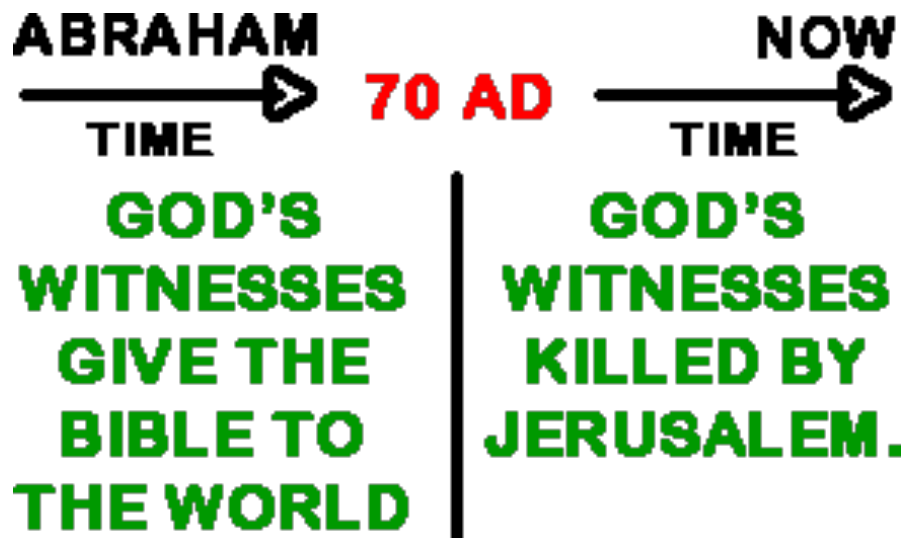 ABRAHAM
NOW
70 AD
TIME
TIME
GOD'S
WITNESSES
GIVE THE
BIBLE TO
THE WORLD
GOD'S
WITNESSES
KILLED BY
JERUSALEM.